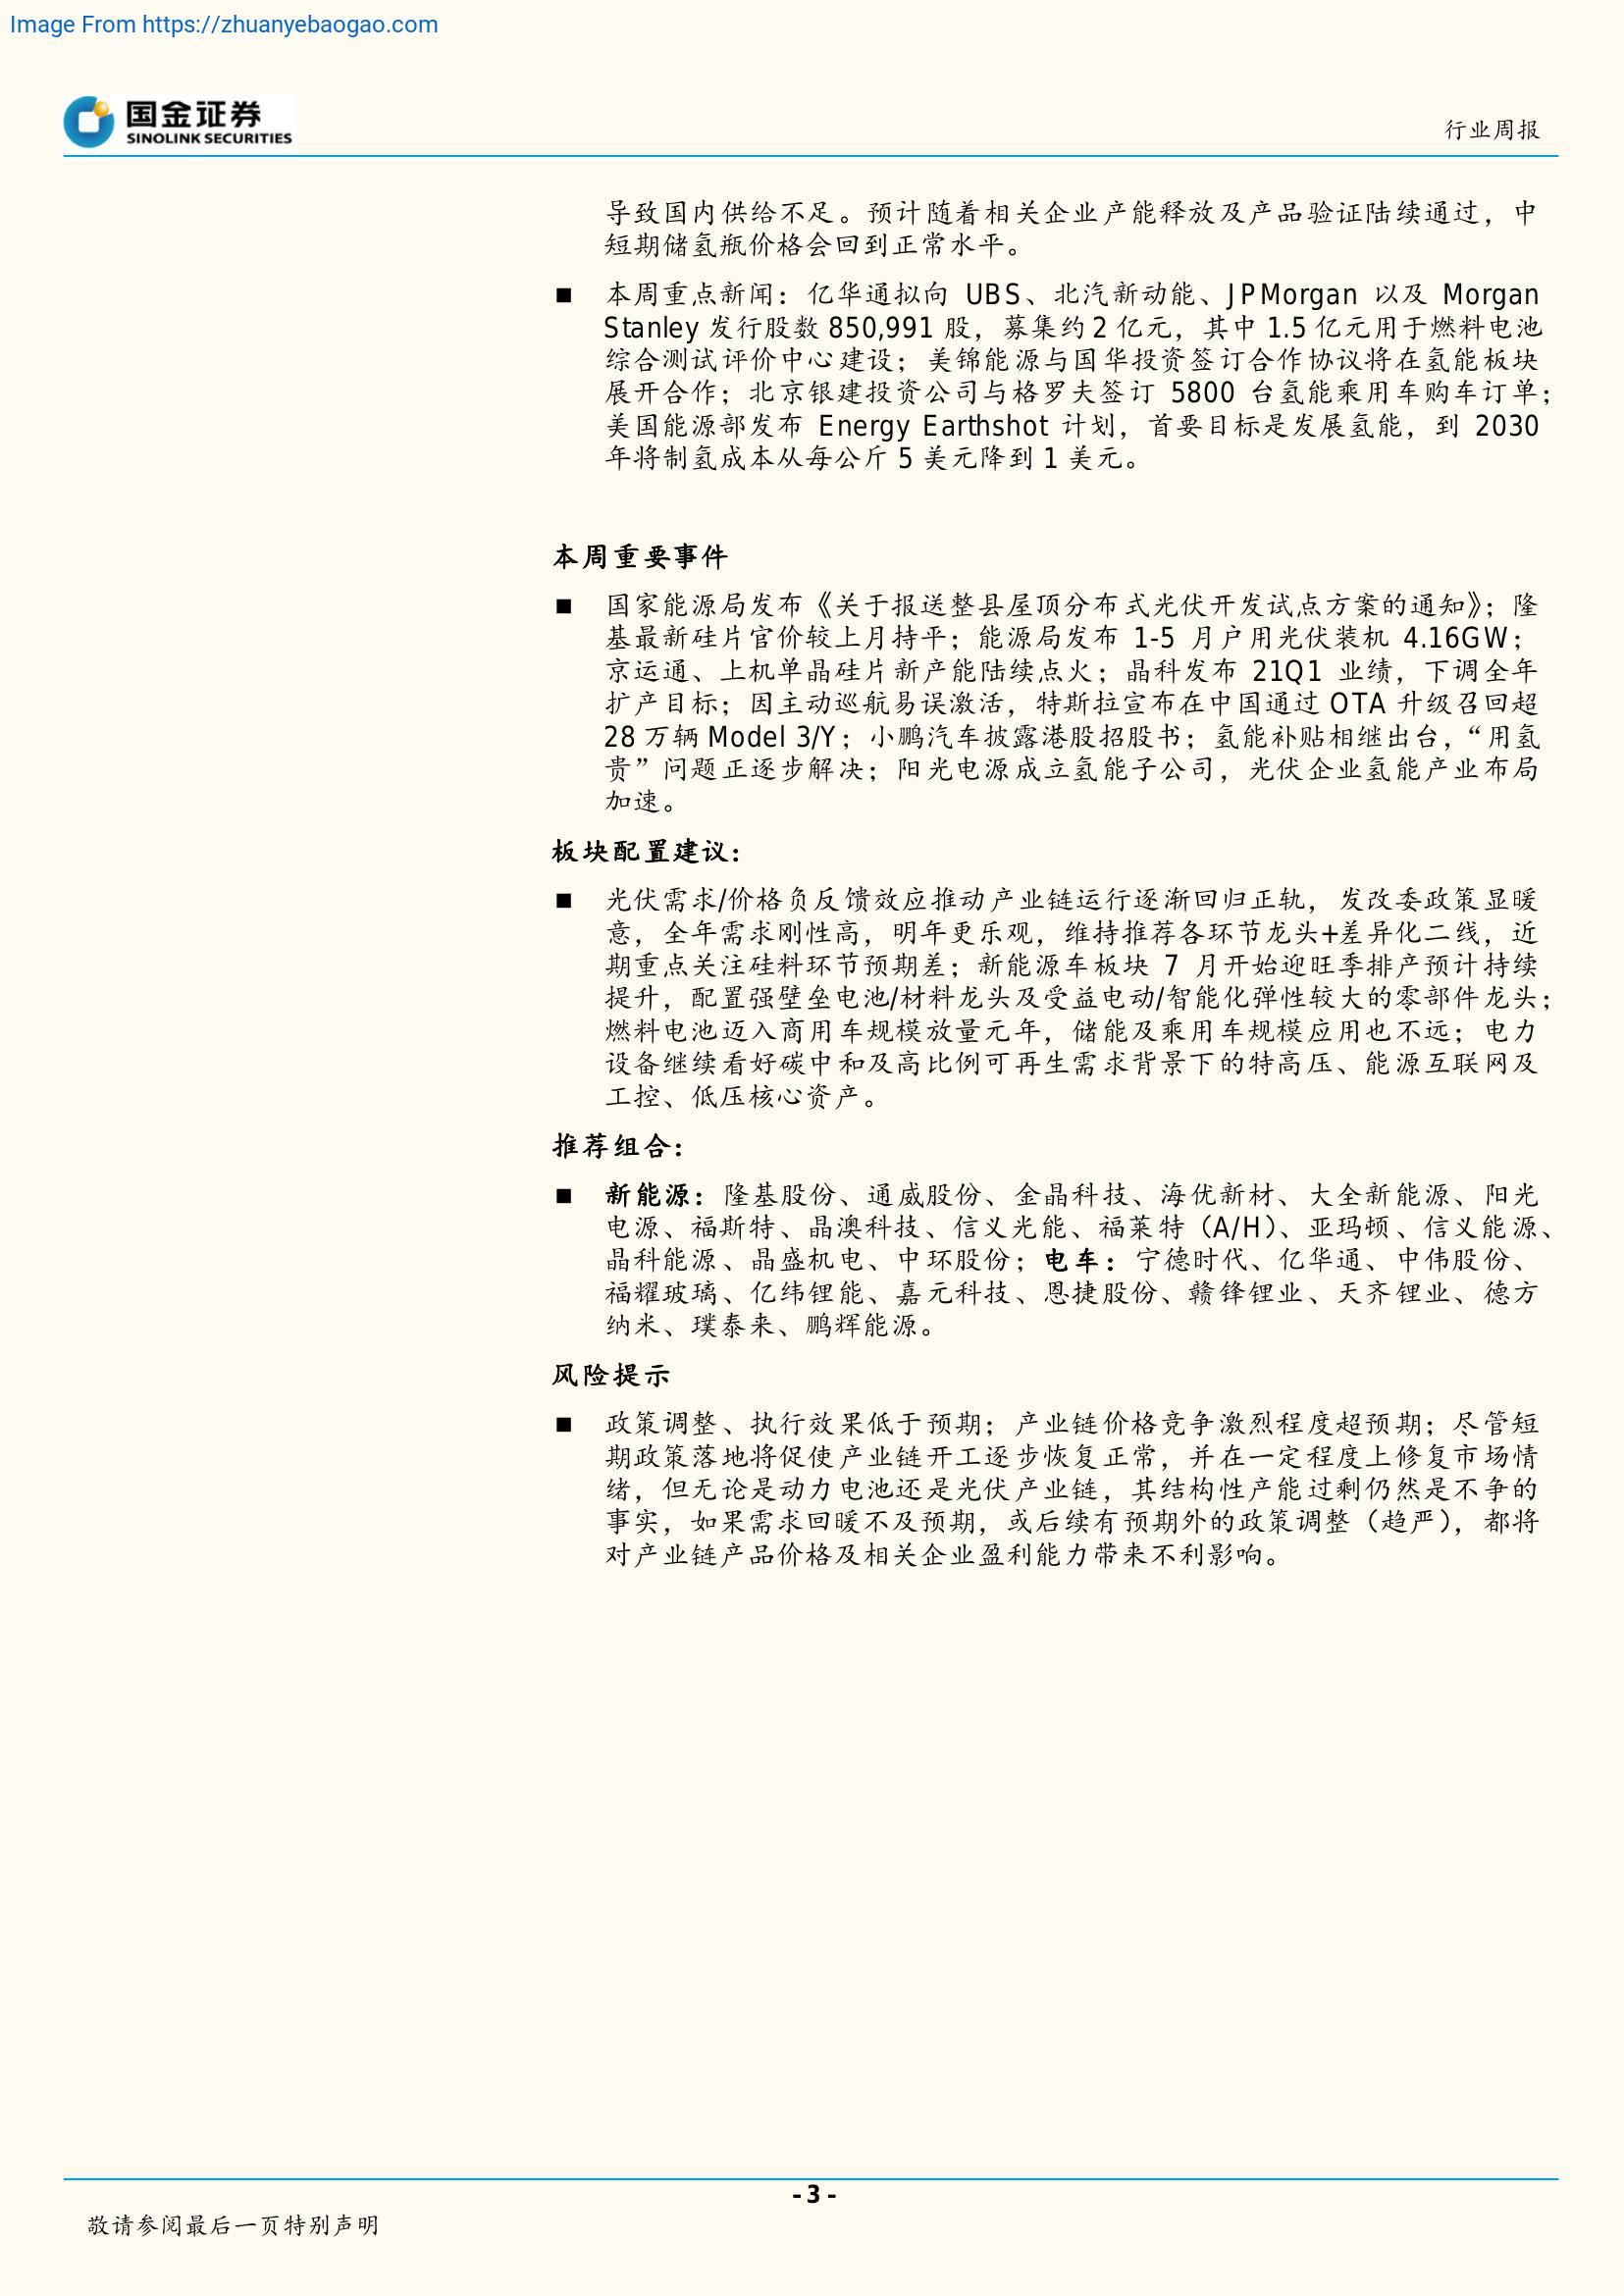 Image From https://zhuanyebaogao.com
国金证券
SINOLINK SECURITIES
行业周报
导致国内供给不足。预计随着相关企业产能释放及产品验证陆续通过，中
短期储氢瓶价格会回到正常水平。
■ 本周重点新闻：亿华通拟向 UBS、北汽新动能、JPMorgan 以及 Morgan
Stanley 发行股数 850,991 股，募集约 2 亿元，其中 1.5 亿元用于燃料电池
综合测试评价中心建设；美锦能源与国华投资签订合作协议将在氢能板块
展开合作；北京银建投资公司与格罗夫签订 5800 台氢能乘用车购车订单；
美国能源部发布 Energy Earthshot 计划，首要目标是发展氢能，到 2030
年将制氢成本从每公斤 5 美元降到 1 美元。
本周重要事件
■ 国家能源局发布《关于报送整县屋顶分布式光伏开发试点方案的通知》；隆
基最新硅片官价较上月持平；能源局发布 1-5 月户用光伏装机 4.16GW；
京运通、上机单晶硅片新产能陆续点火；晶科发布 21Q1 业绩，下调全年
扩产目标；因主动巡航易误激活，特斯拉宣布在中国通过 OTA 升级召回超
28 万辆 Model 3/Y；小鹏汽车披露港股招股书；氢能补贴相继出台，“用氢
贵”问题正逐步解决；阳光电源成立氢能子公司，光伏企业氢能产业布局
加速。
板块配置建议：
■ 光伏需求/价格负反馈效应推动产业链运行逐渐回归正轨，发改委政策显暖
意，全年需求刚性高，明年更乐观，维持推荐各环节龙头+差异化二线，近
期重点关注硅料环节预期差；新能源车板块 7 月开始迎旺季排产预计持续
提升，配置强壁垒电池/材料龙头及受益电动/智能化弹性较大的零部件龙头；
燃料电池迈入商用车规模放量元年，储能及乘用车规模应用也不远；电力
设备继续看好碳中和及高比例可再生需求背景下的特高压、能源互联网及
工控、低压核心资产。
推荐组合：
■ 新能源：隆基股份、通威股份、金晶科技、海优新材、大全新能源、阳光
电源、福斯特、晶澳科技、信义光能、福莱特（A/H）、亚玛顿、信义能源、
晶科能源、晶盛机电、中环股份；电车：宁德时代、亿华通、中伟股份、
福耀玻璃、亿纬锂能、嘉元科技、恩捷股份、赣锋锂业、天齐锂业、德方
纳米、璞泰来、鹏辉能源。
风险提示
■ 政策调整、执行效果低于预期；产业链价格竞争激烈程度超预期；尽管短
期政策落地将促使产业链开工逐步恢复正常，并在一定程度上修复市场情
绪，但无论是动力电池还是光伏产业链，其结构性产能过剩仍然是不争的
事实，如果需求回暖不及预期，或后续有预期外的政策调整（趋严），都将
对产业链产品价格及相关企业盈利能力带来不利影响。
- 3 -
敬请参阅最后一页特别声明